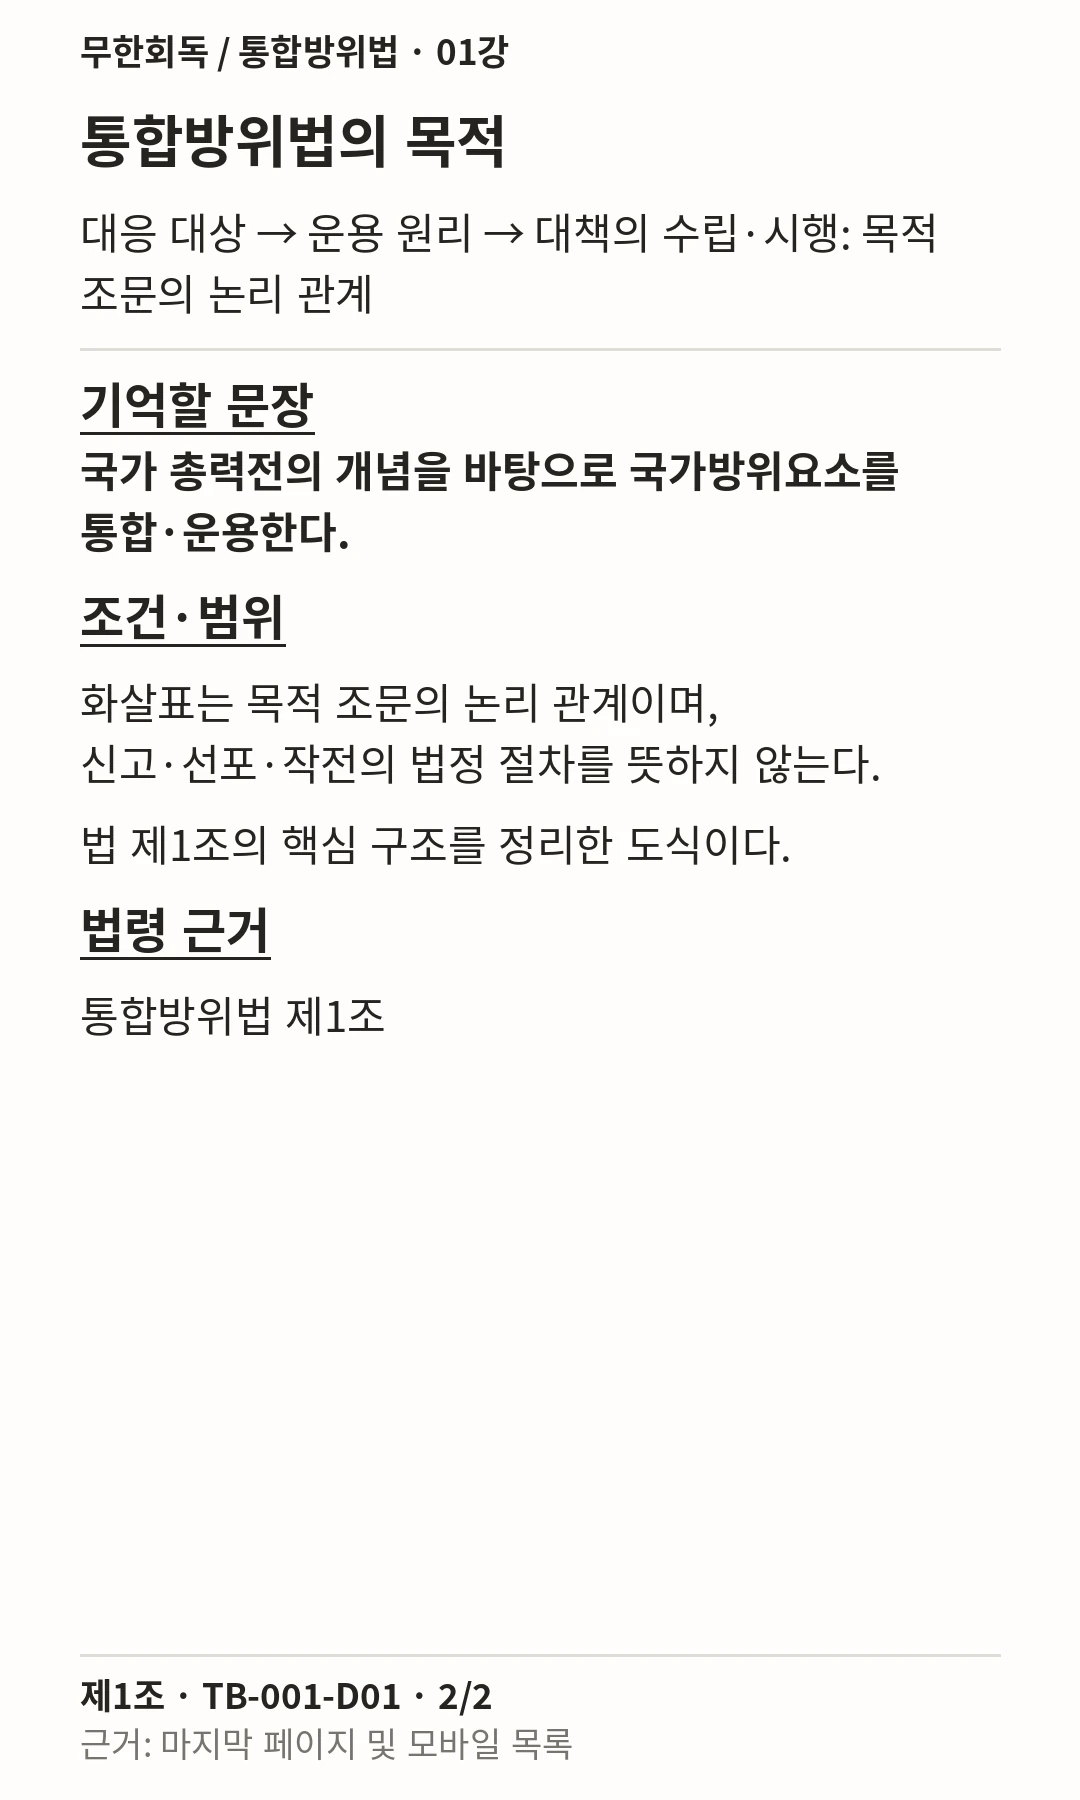 무한회독 / 통합방위법 · 01강
통합방위법의 목적
대응 대상 → 운용 원리 → 대책의 수립·시행: 목적
조문의 논리 관계
기억할 문장
국가 총력전의 개념을 바탕으로 국가방위요소를
통합·운용한다.
조건·범위
화살표는 목적 조문의 논리 관계이며,
신고·선포·작전의 법정 절차를 뜻하지 않는다.
법 제1조의 핵심 구조를 정리한 도식이다.
법령 근거
통합방위법 제1조
제1조 · TB-001-D01 · 2/2
근거: 마지막 페이지 및 모바일 목록